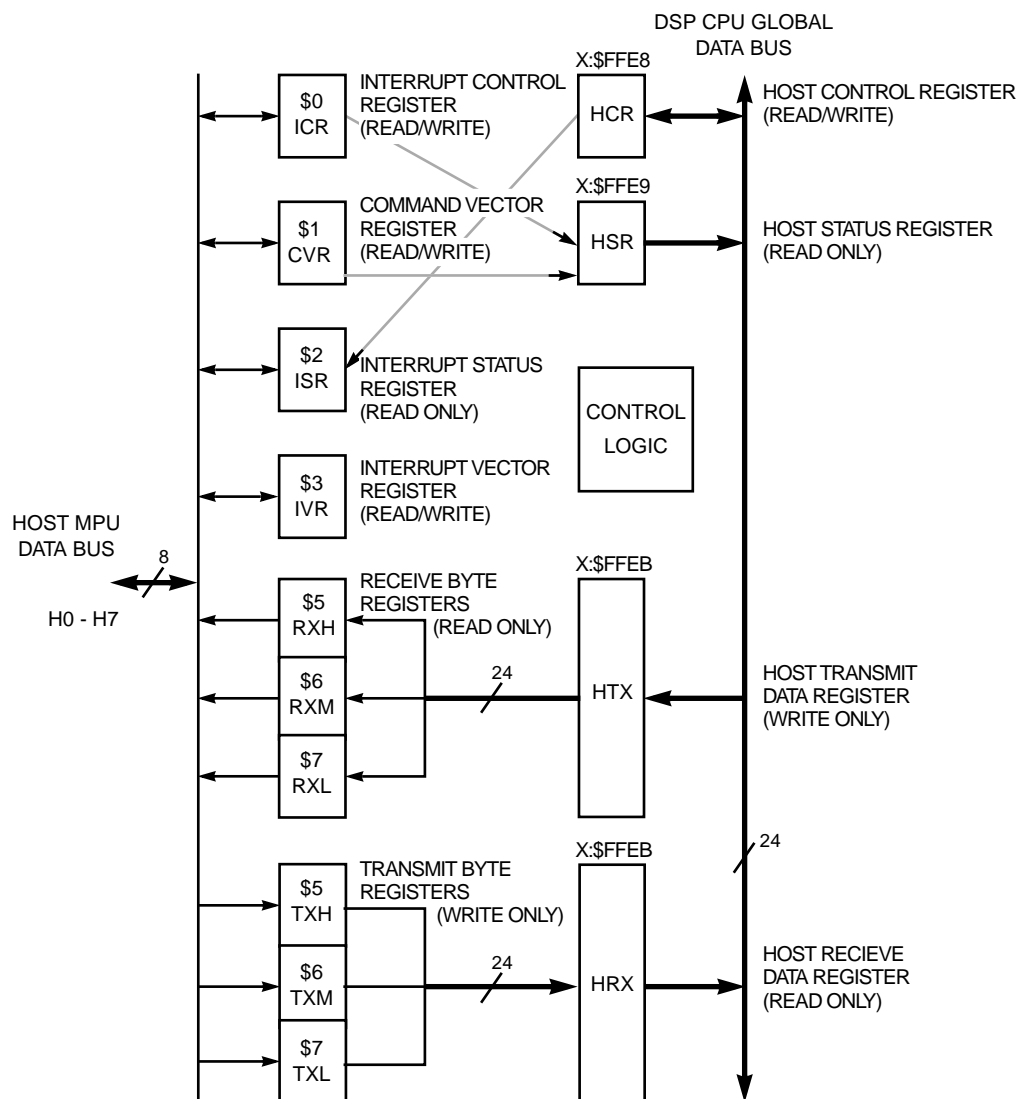 DSP CPU GLOBAL
DATA BUS
X:$FFE8
$0
ICR
INTERRUPT CONTROL
REGISTER
(READ/WRITE)
HCR
HOST CONTROL REGISTER
(READ/WRITE)
X:$FFE9
$1
CVR
COMMAND VECTOR
REGISTER
(READ/WRITE)
HSR
HOST STATUS REGISTER
(READ ONLY)
$2
ISR
INTERRUPT STATUS
REGISTER
(READ ONLY)
CONTROL
LOGIC
$3
IVR
INTERRUPT VECTOR
REGISTER
(READ/WRITE)
HOST MPU
DATA BUS
8
H0 - H7
X:$FFEB
$5
RXH
RECEIVE BYTE
REGISTERS
(READ ONLY)
$6
RXM
24
HTX
HOST TRANSMIT
DATA REGISTER
(WRITE ONLY)
$7
RXL
24
X:$FFEB
$5
TXH
TRANSMIT BYTE
REGISTERS
(WRITE ONLY)
$6
TXM
24
HRX
HOST RECIEVE
DATA REGISTER
(READ ONLY)
$7
TXL